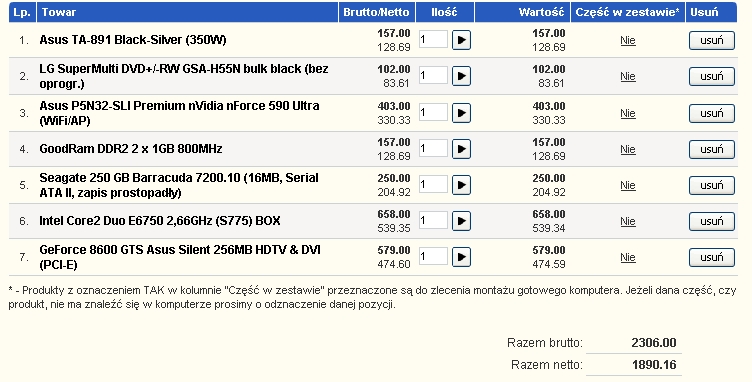 Lp. Towar Brutto/Netto Ilość Wartość Część w zestawie* Usuń
1. Asus TA-891 Black-Silver (350W) 157.00 128.69 1 157.00 128.69 Nie usuń
2. LG SuperMulti DVD+/-RW GSA-H55N bulk black (bez oprogr.) 102.00 83.61 1 102.00 83.61 Nie usuń
3. Asus P5N32-SLI Premium nVidia nForce 590 Ultra (WiFi/AP) 403.00 330.33 1 403.00 330.33 Nie usuń
4. GoodRam DDR2 2 x 1GB 800MHz 157.00 128.69 1 157.00 128.69 Nie usuń
5. Seagate 250 GB Barracuda 7200.10 (16MB, Serial ATA II, zapis prostopadły) 250.00 204.92 1 250.00 204.92 Nie usuń
6. Intel Core2 Duo E6750 2,66GHz (S775) BOX 658.00 539.35 1 658.00 539.34 Nie usuń
7. GeForce 8600 GTS Asus Silent 256MB HDTV & DVI (PCI-E) 579.00 474.60 1 579.00 474.59 Nie usuń
* - Produkty z oznaczeniem TAK w kolumnie "Część w zestawie" przeznaczone są do zlecenia montażu gotowego komputera. Jeżeli dana część, czy
produkt, nie ma znaleźć się w komputerze prosimy o odznaczenie danej pozycji.
Razem brutto: 2306.00
Razem netto: 1890.16